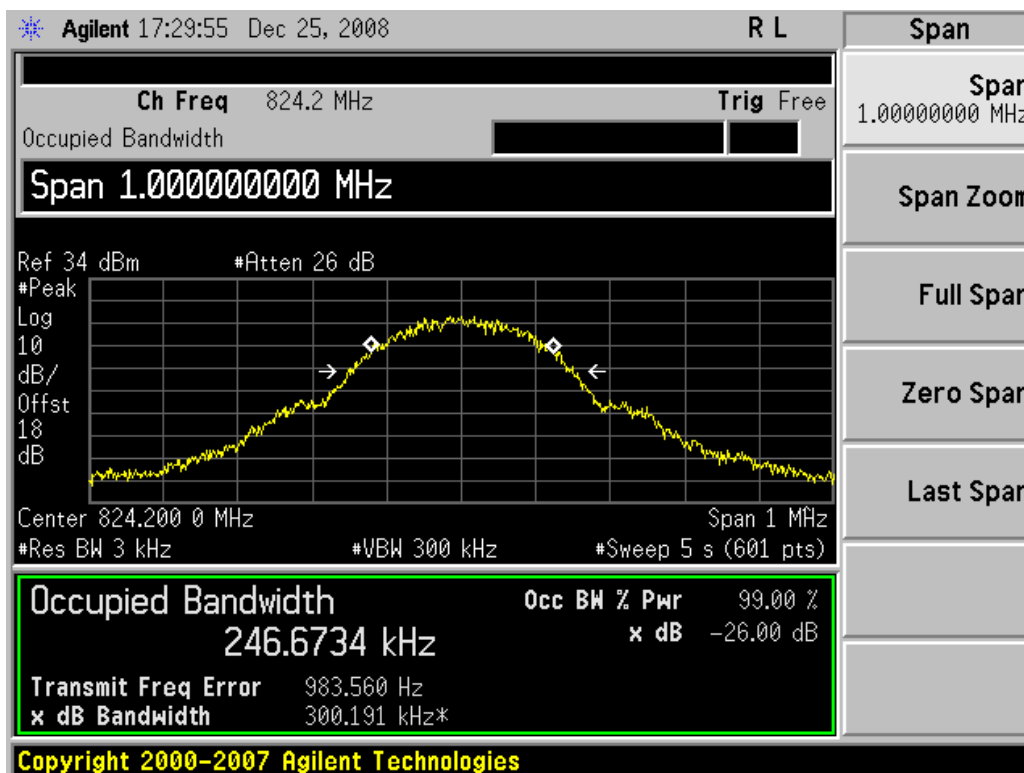 Agilent 17:29:55 Dec 25, 2008 R L Span
Ch Freq 824.2 MHz Trig Free
Occupied Bandwidth
Span 1.000000000 MHz
Span
1.00000000 MHz
Span Zoom
Full Span
Zero Span
Last Span
Ref 34 dBm #Atten 26 dB
#Peak
Log
10
dB/
Offst
18
dB
Center 824.200 0 MHz Span 1 MHz
#Res BW 3 kHz #VBW 300 kHz #Sweep 5 s (601 pts)
Occupied Bandwidth Occ BW % Pwr 99.00 %
246.6734 kHz x dB -26.00 dB
Transmit Freq Error 983.560 Hz
x dB Bandwidth 300.191 kHz*
Copyright 2000-2007 Agilent Technologies